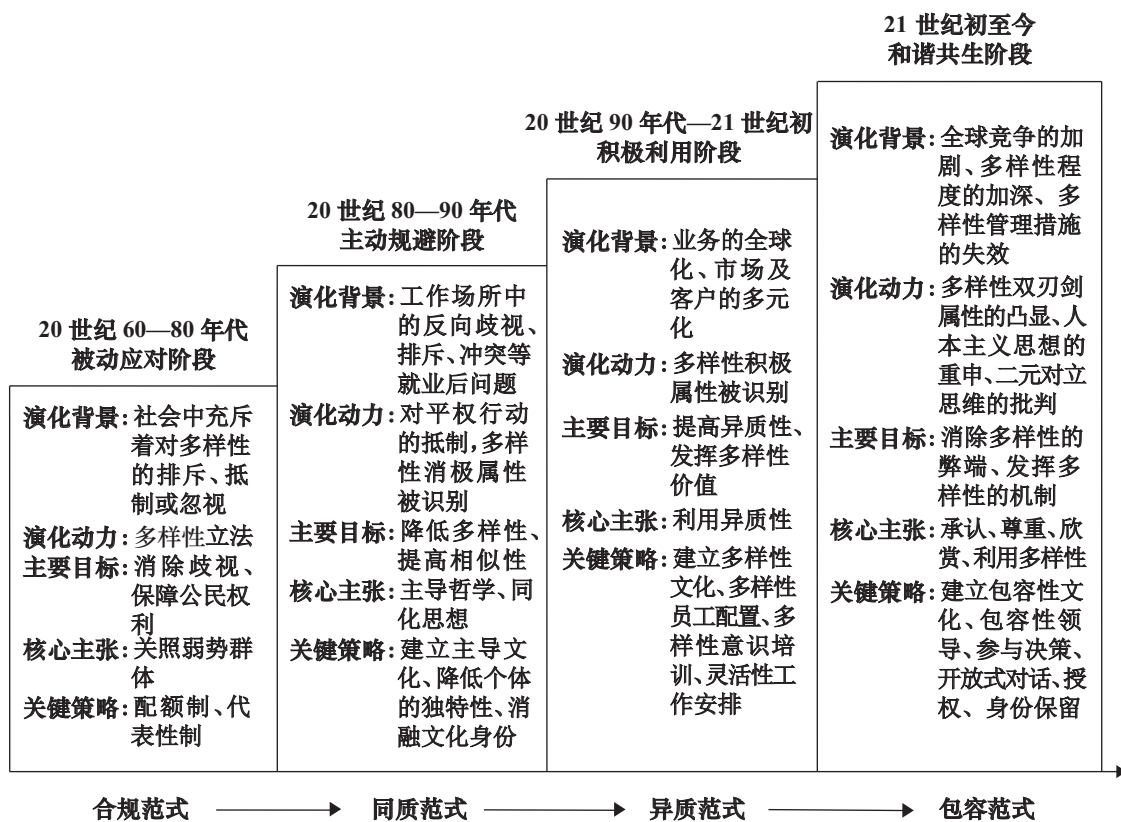 20 世纪 60—80 年代
被动应对阶段
演化背景:社会中充斥
着对多样性
的排斥、抵
制或忽视
演化动力:多样性立法
主要目标:消除歧视、
保障公民权
利
核心主张:关照弱势群
体
关键策略:配额制、代
表性制
20 世纪 80—90 年代
主动规避阶段
演化背景:工作场所中
的反向歧视、
排斥、冲突等
就业后问题
演化动力:对平权行动
的抵制,多样
性消极属性
被识别
主要目标:降低多样性、
提高相似性
核心主张:主导哲学、同
化思想
关键策略:建立主导文
化、降低个体
的独特性、消
融文化身份
20 世纪 90 年代—21 世纪初
积极利用阶段
演化背景:业务的全球
化、市场及
客户的多元
化
演化动力:多样性积极
属性被识别
主要目标:提高异质性、
发挥多样性
价值
核心主张:利用异质性
关键策略:建立多样性
文化、多样性
员工配置、多
样性意识培
训、灵活性工
作安排
21 世纪初至今
和谐共生阶段
演化背景:全球竞争的加
剧、多样性程
度的加深、多
样性管理措施
的失效
演化动力:多样性双刃剑
属性的凸显、人
本主义思想的
重申、二元对立
思维的批判
主要目标:消除多样性的
弊端、发挥多
样性的机制
核心主张:承认、尊重、欣
赏、利用多样性
关键策略:建立包容性文
化、包容性领
导、参与决策、
开放式对话、授
权、身份保留
合规范式
同质范式
异质范式
包容范式